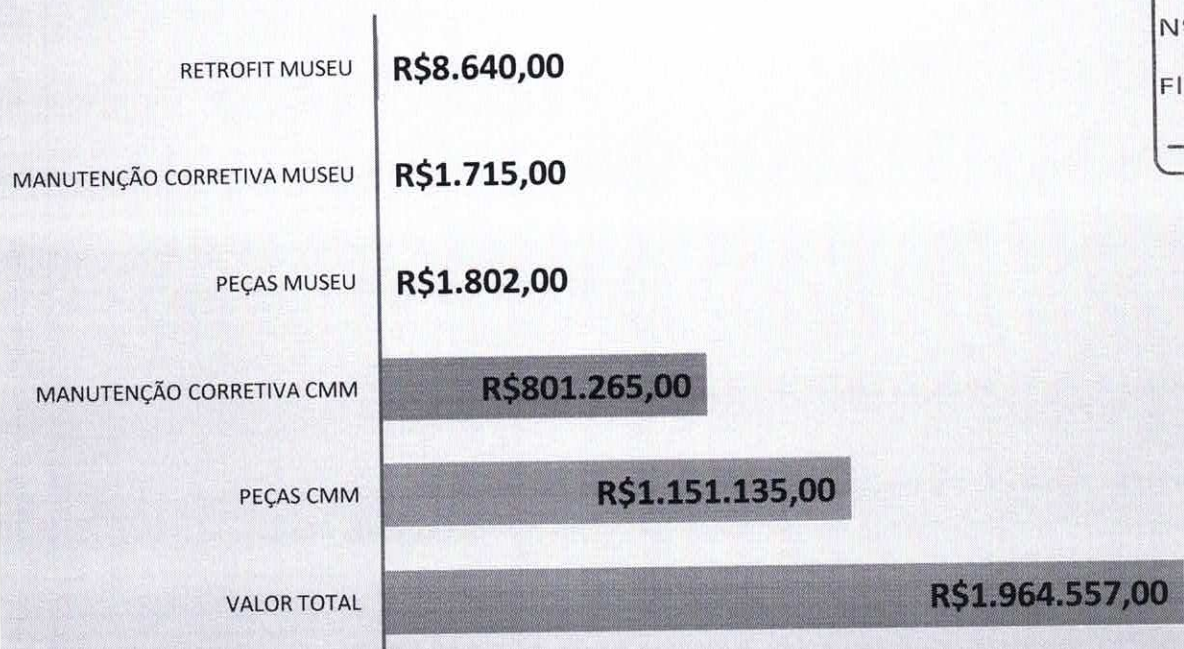 RETROFIT MUSEU R$8.640,00
MANUTENÇÃO CORRETIVA MUSEU R$1.715,00
PEÇAS MUSEU R$1.802,00
MANUTENÇÃO CORRETIVA CMM R$801.265,00
PEÇAS CMM R$1.151.135,00
VALOR TOTAL R$1.964.557,00